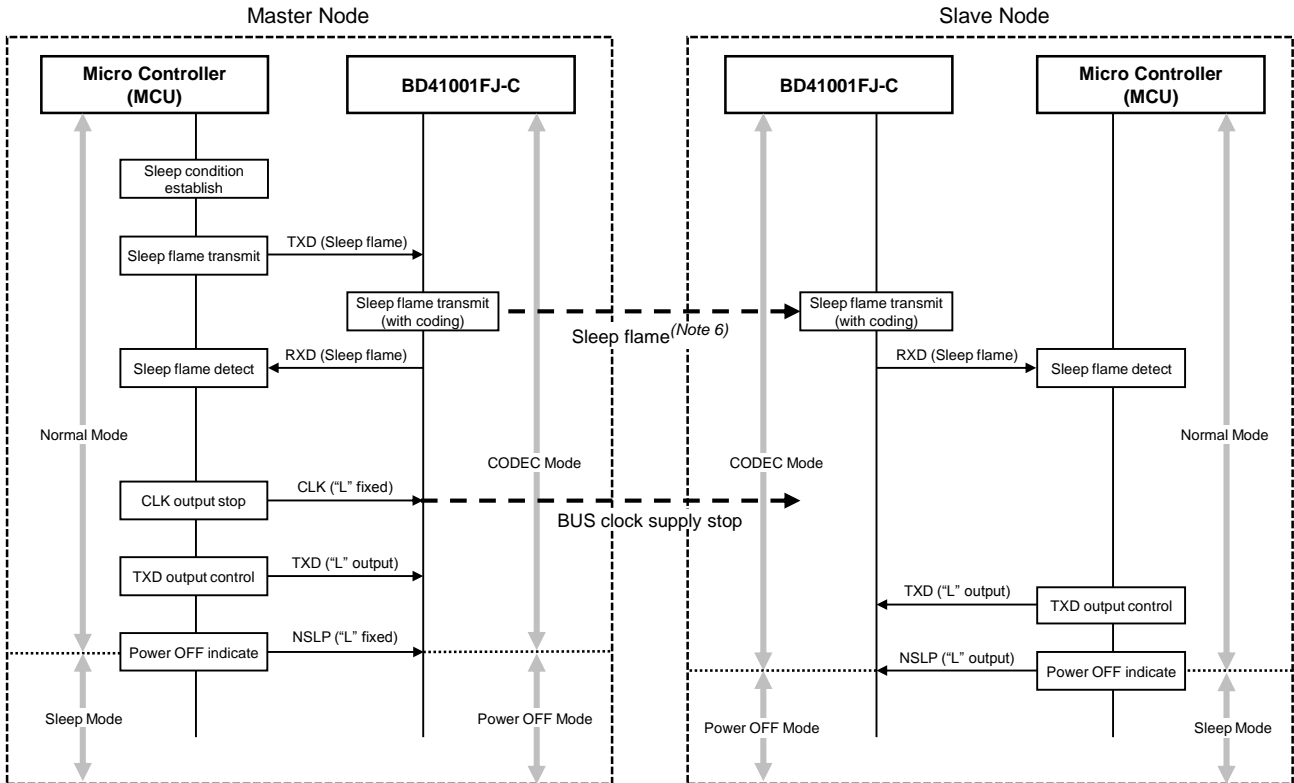 Master Node
Slave Node
Micro Controller
(MCU)
BD41001FJ-C
BD41001FJ-C
Micro Controller
(MCU)
Sleep condition
establish
Sleep flame transmit
TXD (Sleep flame)
Sleep flame transmit
(with coding)
Sleep flame(Note 6)
Sleep flame transmit
(with coding)
Sleep flame detect
RXD (Sleep flame)
RXD (Sleep flame)
Sleep flame detect
Normal Mode
CODEC Mode
CODEC Mode
Normal Mode
CLK output stop
CLK ("L" fixed)
BUS clock supply stop
TXD output control
TXD ("L" output)
TXD ("L" output)
TXD output control
Power OFF indicate
NSLP ("L" fixed)
NSLP ("L" output)
Power OFF indicate
Sleep Mode
Power OFF Mode
Power OFF Mode
Sleep Mode